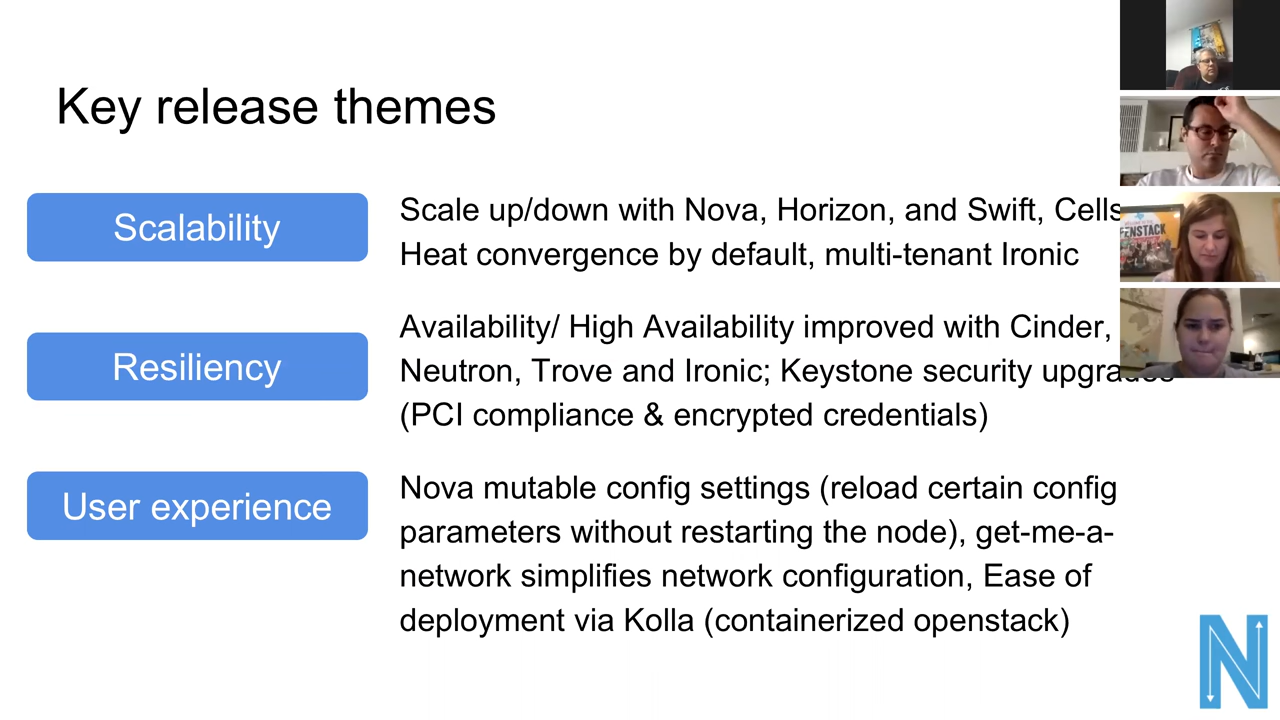 Key release themes
Scalability
Scale up/down with Nova, Horizon, and Swift, Cells
Heat convergence by default, multi-tenant Ironic
Resiliency
Availability/ High Availability improved with Cinder,
Neutron, Trove and Ironic; Keystone security upgrades
(PCI compliance & encrypted credentials)
User experience
Nova mutable config settings (reload certain config
parameters without restarting the node), get-me-a-
network simplifies network configuration, Ease of
deployment via Kolla (containerized openstack)
PENSTACK
N